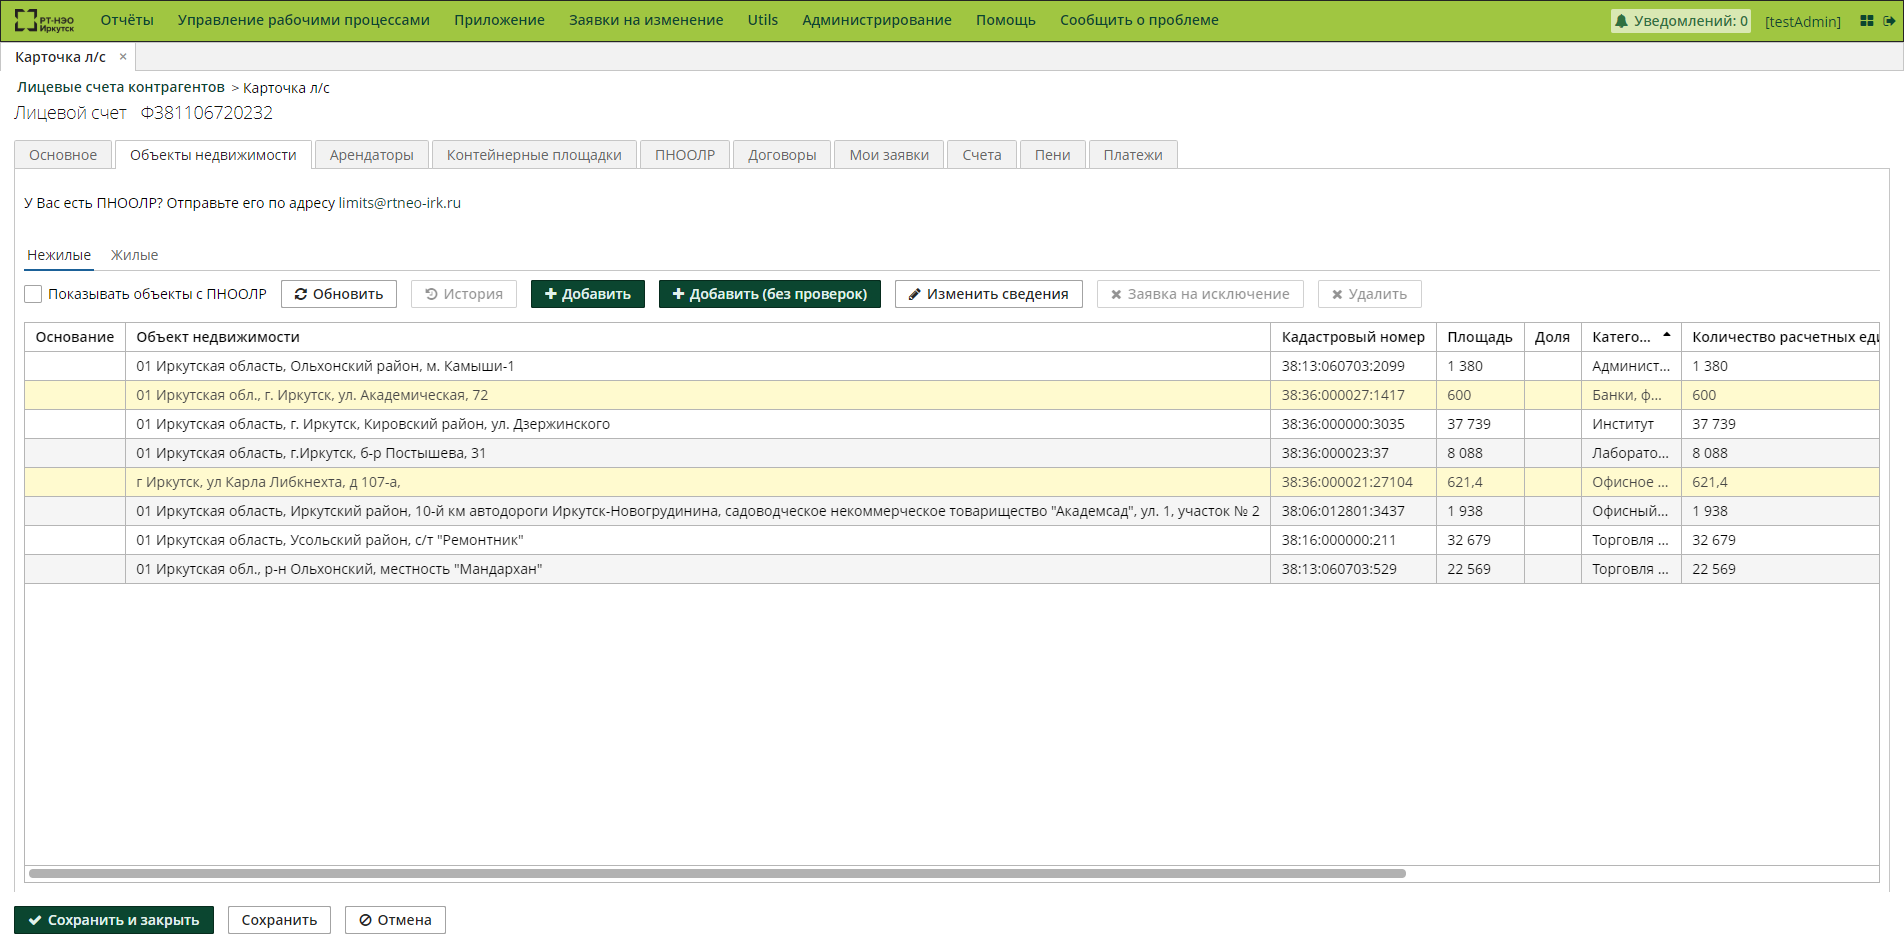 РТ-НЭО Иркутск Отчёты Управление рабочими процессами Приложение Заявки на изменение Utils Администрирование Помощь Сообщить о проблеме Уведомлений: 0 [testAdmin]
Карточка л/с ×
Лицевые счета контрагентов > Карточка л/с
Лицевой счет Ф381106720232
Основное Объекты недвижимости Арендаторы Контейнерные площадки ПНООЛР Договоры Мои заявки Счета Пени Платежи
У Вас есть ПНООЛР? Отправьте его по адресу limits@rtneo-irk.ru
Нежилые Жилые
Показывать объекты с ПНООЛР Обновить История Добавить Добавить (без проверок) Изменить сведения Заявка на исключение Удалить
Основание Объект недвижимости Кадастровый номер Площадь Доля Катего... Количество расчетных еди
01 Иркутская область, Ольхонский район, м. Камыши-1 38:13:060703:2099 1 380 Админист... 1 380
01 Иркутская обл., г. Иркутск, ул. Академическая, 72 38:36:000027:1417 600 Банки, ф... 600
01 Иркутская область, г. Иркутск, Кировский район, ул. Дзержинского 38:36:000000:3035 37 739 Институт 37 739
01 Иркутская область, г.Иркутск, б-р Постышева, 31 38:36:000023:37 8 088 Лаборато... 8 088
г Иркутск, ул Карла Либкнехта, д 107-а, 38:36:000021:27104 621,4 Офисное ... 621,4
01 Иркутская область, Иркутский район, 10-й км автодороги Иркутск-Новогрудинина, садоводческое некоммерческое товарищество "Академсад", ул. 1, участок № 2 38:06:012801:3437 1 938 Офисный... 1 938
01 Иркутская область, Усольский район, с/т "Ремонтник" 38:16:000000:211 32 679 Торговля ... 32 679
01 Иркутская обл., р-н Ольхонский, местность "Мандархан" 38:13:060703:529 22 569 Торговля ... 22 569
Сохранить и закрыть Сохранить Отмена